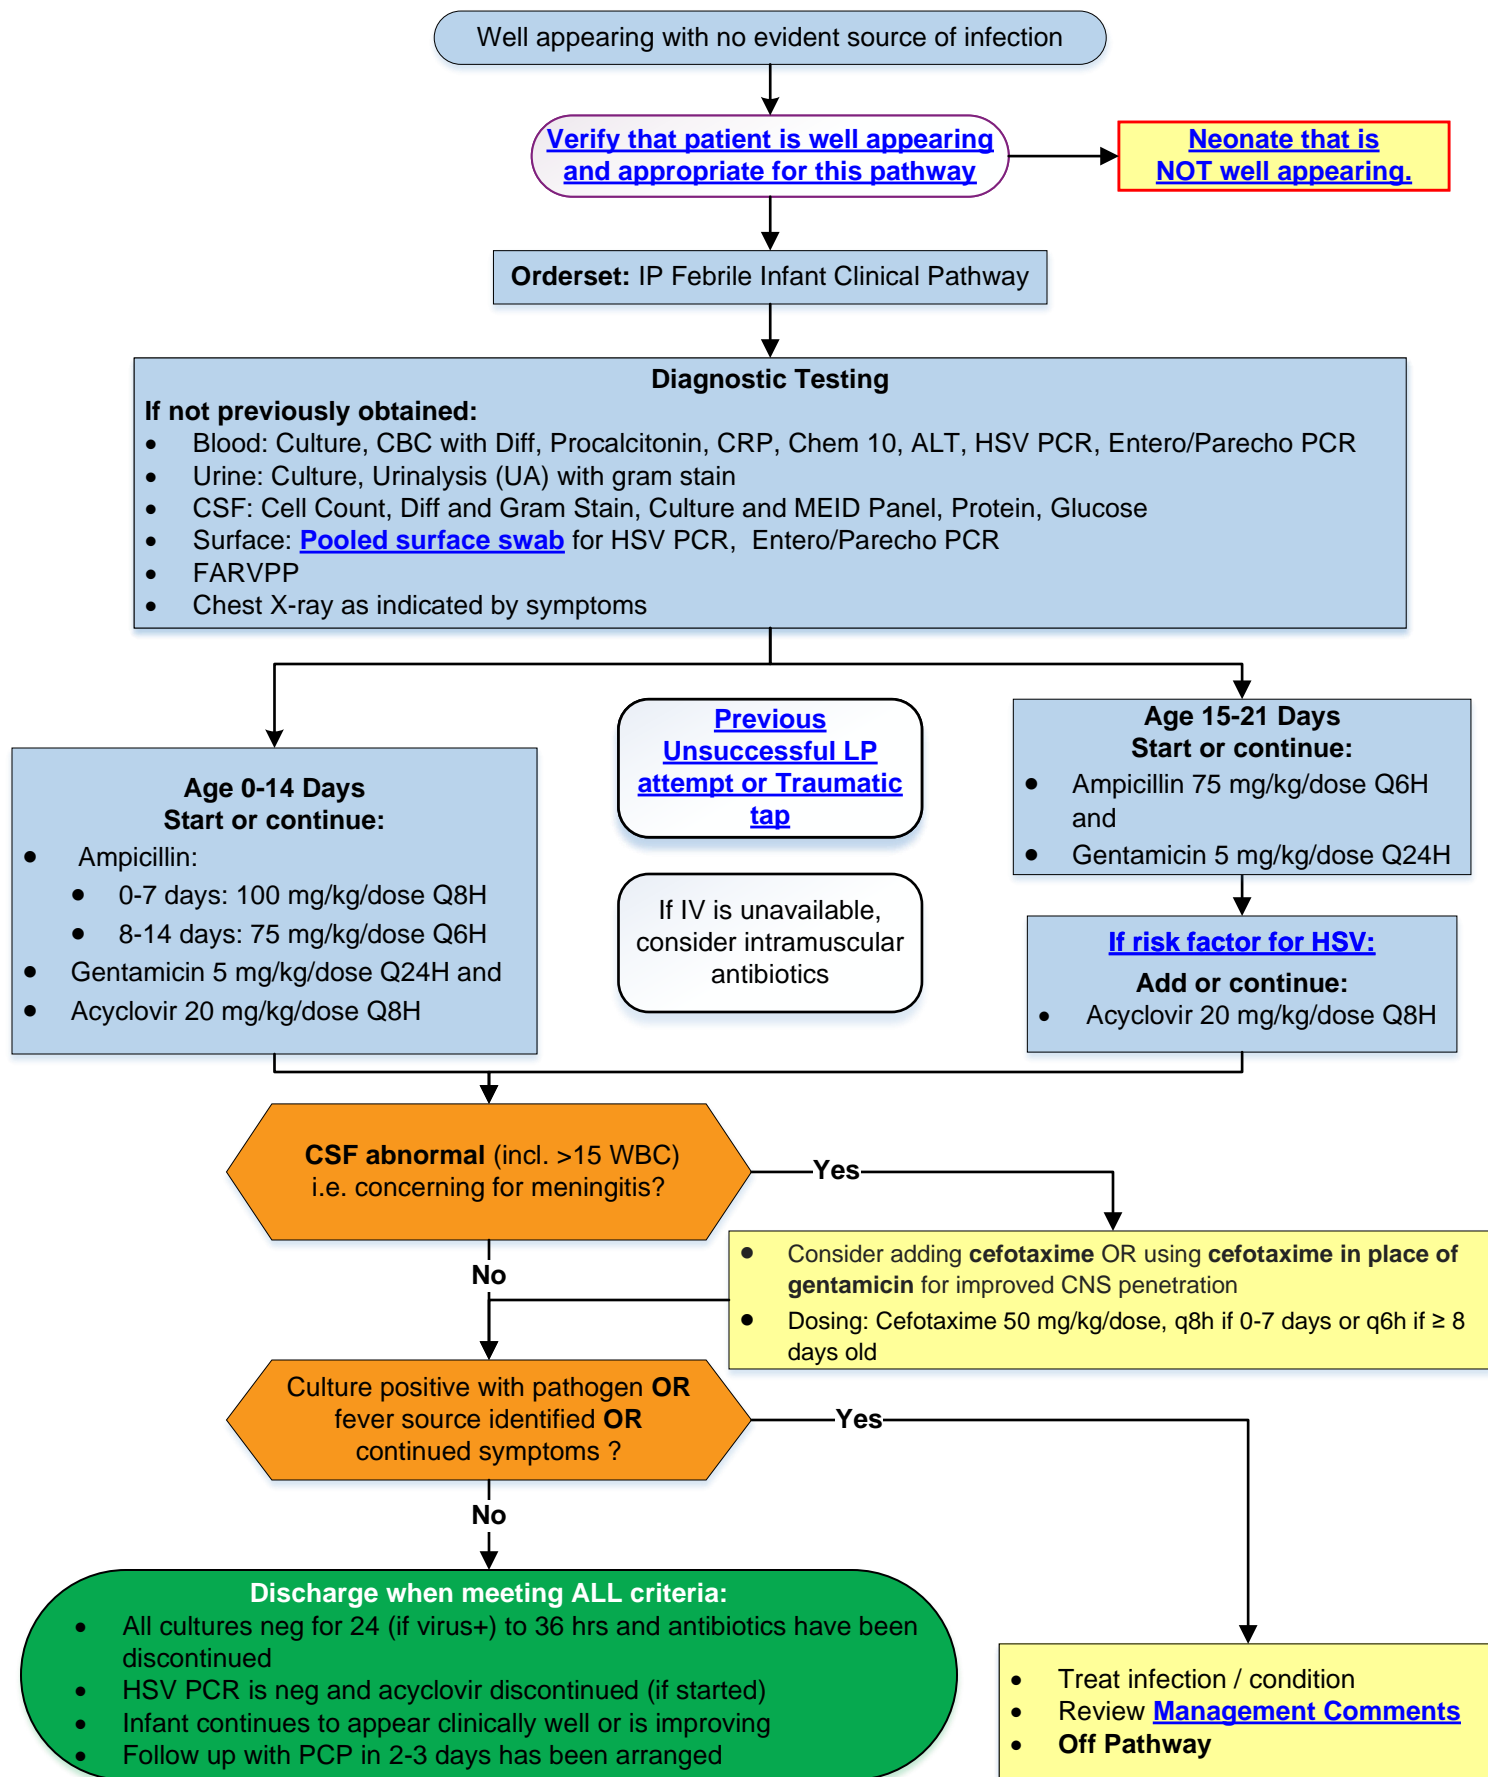 Well appearing with no evident source of infection
Verify that patient is well appearing
and appropriate for this pathway
Neonate that is
NOT well appearing.
Orderset: IP Febrile Infant Clinical Pathway
Diagnostic Testing
If not previously obtained:
• Blood: Culture, CBC with Diff, Procalcitonin, CRP, Chem 10, ALT, HSV PCR, Entero/Parecho PCR
• Urine: Culture, Urinalysis (UA) with gram stain
• CSF: Cell Count, Diff and Gram Stain, Culture and MEID Panel, Protein, Glucose
• Surface: Pooled surface swab for HSV PCR, Entero/Parecho PCR
• FARVPP
• Chest X-ray as indicated by symptoms
Age 0-14 Days
Start or continue:
• Ampicillin:
• 0-7 days: 100 mg/kg/dose Q8H
• 8-14 days: 75 mg/kg/dose Q6H
• Gentamicin 5 mg/kg/dose Q24H and
• Acyclovir 20 mg/kg/dose Q8H
Previous
Unsuccessful LP
attempt or Traumatic
tap
If IV is unavailable,
consider intramuscular
antibiotics
Age 15-21 Days
Start or continue:
• Ampicillin 75 mg/kg/dose Q6H
and
• Gentamicin 5 mg/kg/dose Q24H
If risk factor for HSV:
Add or continue:
• Acyclovir 20 mg/kg/dose Q8H
CSF abnormal (incl. >15 WBC)
i.e. concerning for meningitis?
Yes
No
• Consider adding cefotaxime OR using cefotaxime in place of
gentamicin for improved CNS penetration
• Dosing: Cefotaxime 50 mg/kg/dose, q8h if 0-7 days or q6h if ≥ 8
days old
Culture positive with pathogen OR
fever source identified OR
continued symptoms ?
Yes
No
Discharge when meeting ALL criteria:
• All cultures neg for 24 (if virus+) to 36 hrs and antibiotics have been
discontinued
• HSV PCR is neg and acyclovir discontinued (if started)
• Infant continues to appear clinically well or is improving
• Follow up with PCP in 2-3 days has been arranged
• Treat infection / condition
• Review Management Comments
• Off Pathway